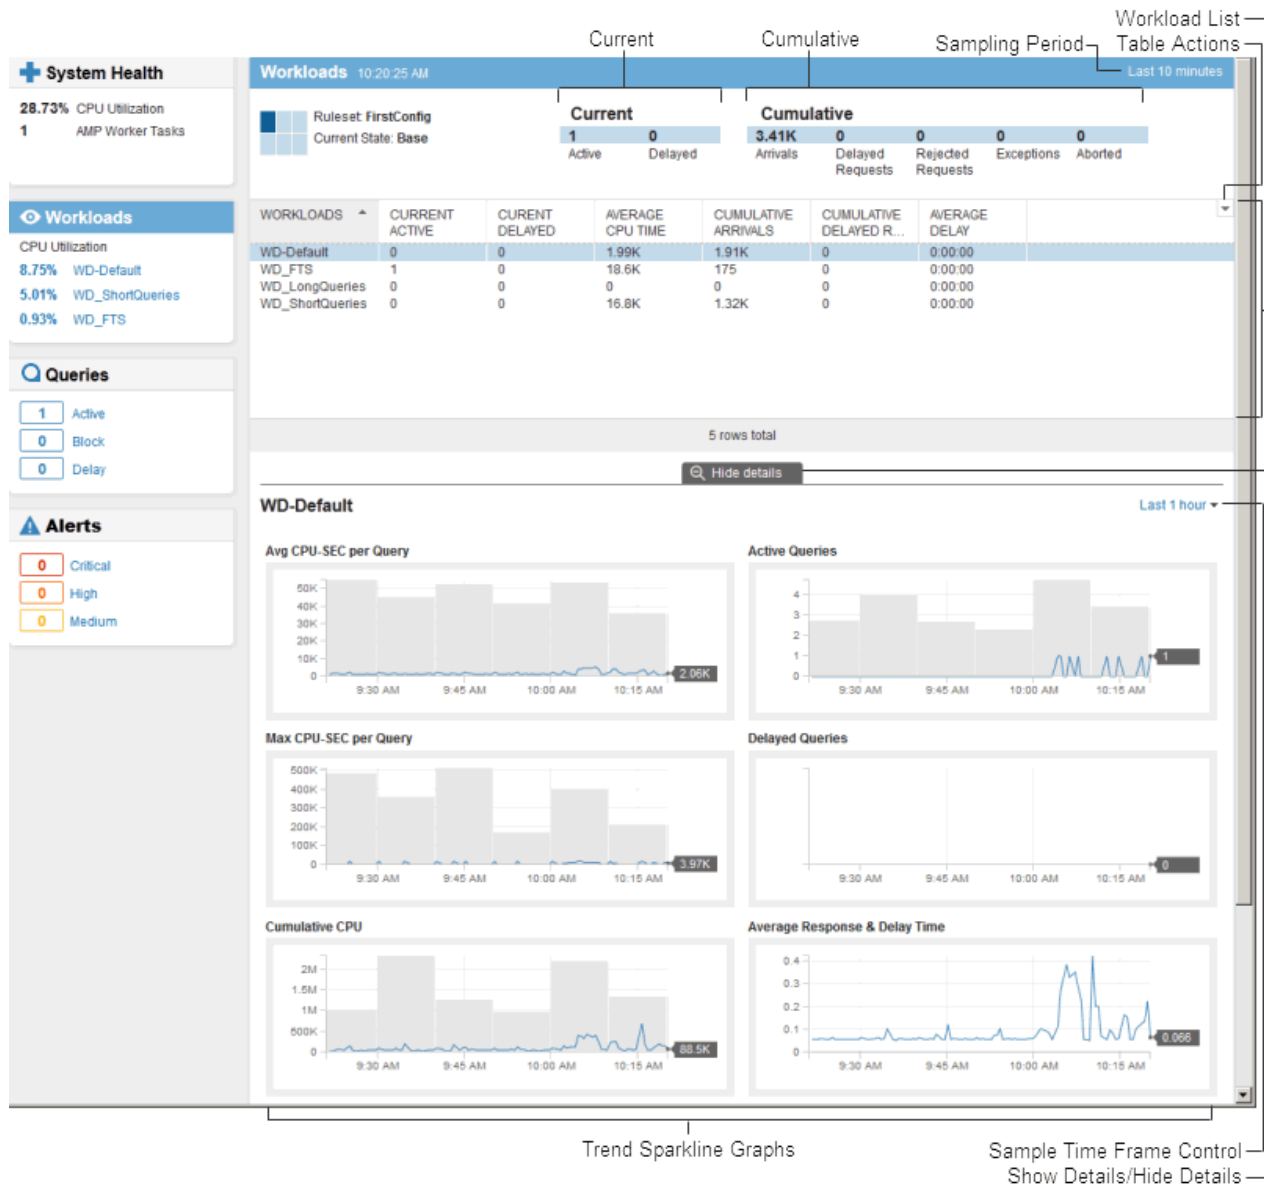 Workload List
Current
Cumulative
Sampling Period
Table Actions
System Health
28.73% CPU Utilization
1 AMP Worker Tasks
Workloads 10:20:25 AM
Last 10 minutes
Ruleset: FirstConfig
Current State: Base
Current
1 0
Active Delayed
Cumulative
3.41K 0 0 0 0
Arrivals Delayed Requests Rejected Requests Exceptions Aborted
Workloads
CPU Utilization
8.75% WD-Default
5.01% WD_ShortQueries
0.93% WD_FTS
WORKLOADS CURRENT ACTIVE CURENT DELAYED AVERAGE CPU TIME CUMULATIVE ARRIVALS CUMULATIVE DELAYED R... AVERAGE DELAY
WD-Default 0 0 1.99K 1.91K 0 0:00:00
WD_FTS 1 0 18.6K 175 0 0:00:00
WD_LongQueries 0 0 0 0 0 0:00:00
WD_ShortQueries 0 0 16.8K 1.32K 0 0:00:00
5 rows total
Queries
1 Active
0 Block
0 Delay
Alerts
0 Critical
0 High
0 Medium
Hide details
WD-Default
Last 1 hour
Avg CPU-SEC per Query
50K
40K
30K
20K
10K
0
2.06K
9:30 AM 9:45 AM 10:00 AM 10:15 AM
Active Queries
4
3
2
1
0
1
9:30 AM 9:45 AM 10:00 AM 10:15 AM
Max CPU-SEC per Query
500K
400K
300K
200K
100K
0
3.97K
9:30 AM 9:45 AM 10:00 AM 10:15 AM
Delayed Queries
0
0
9:30 AM 9:45 AM 10:00 AM 10:15 AM
Cumulative CPU
2M
1.5M
1M
500K
0
88.5K
9:30 AM 9:45 AM 10:00 AM 10:15 AM
Average Response & Delay Time
0.4
0.3
0.2
0.1
0
0.066
9:30 AM 9:45 AM 10:00 AM 10:15 AM
Trend Sparkline Graphs
Sample Time Frame Control
Show Details/Hide Details